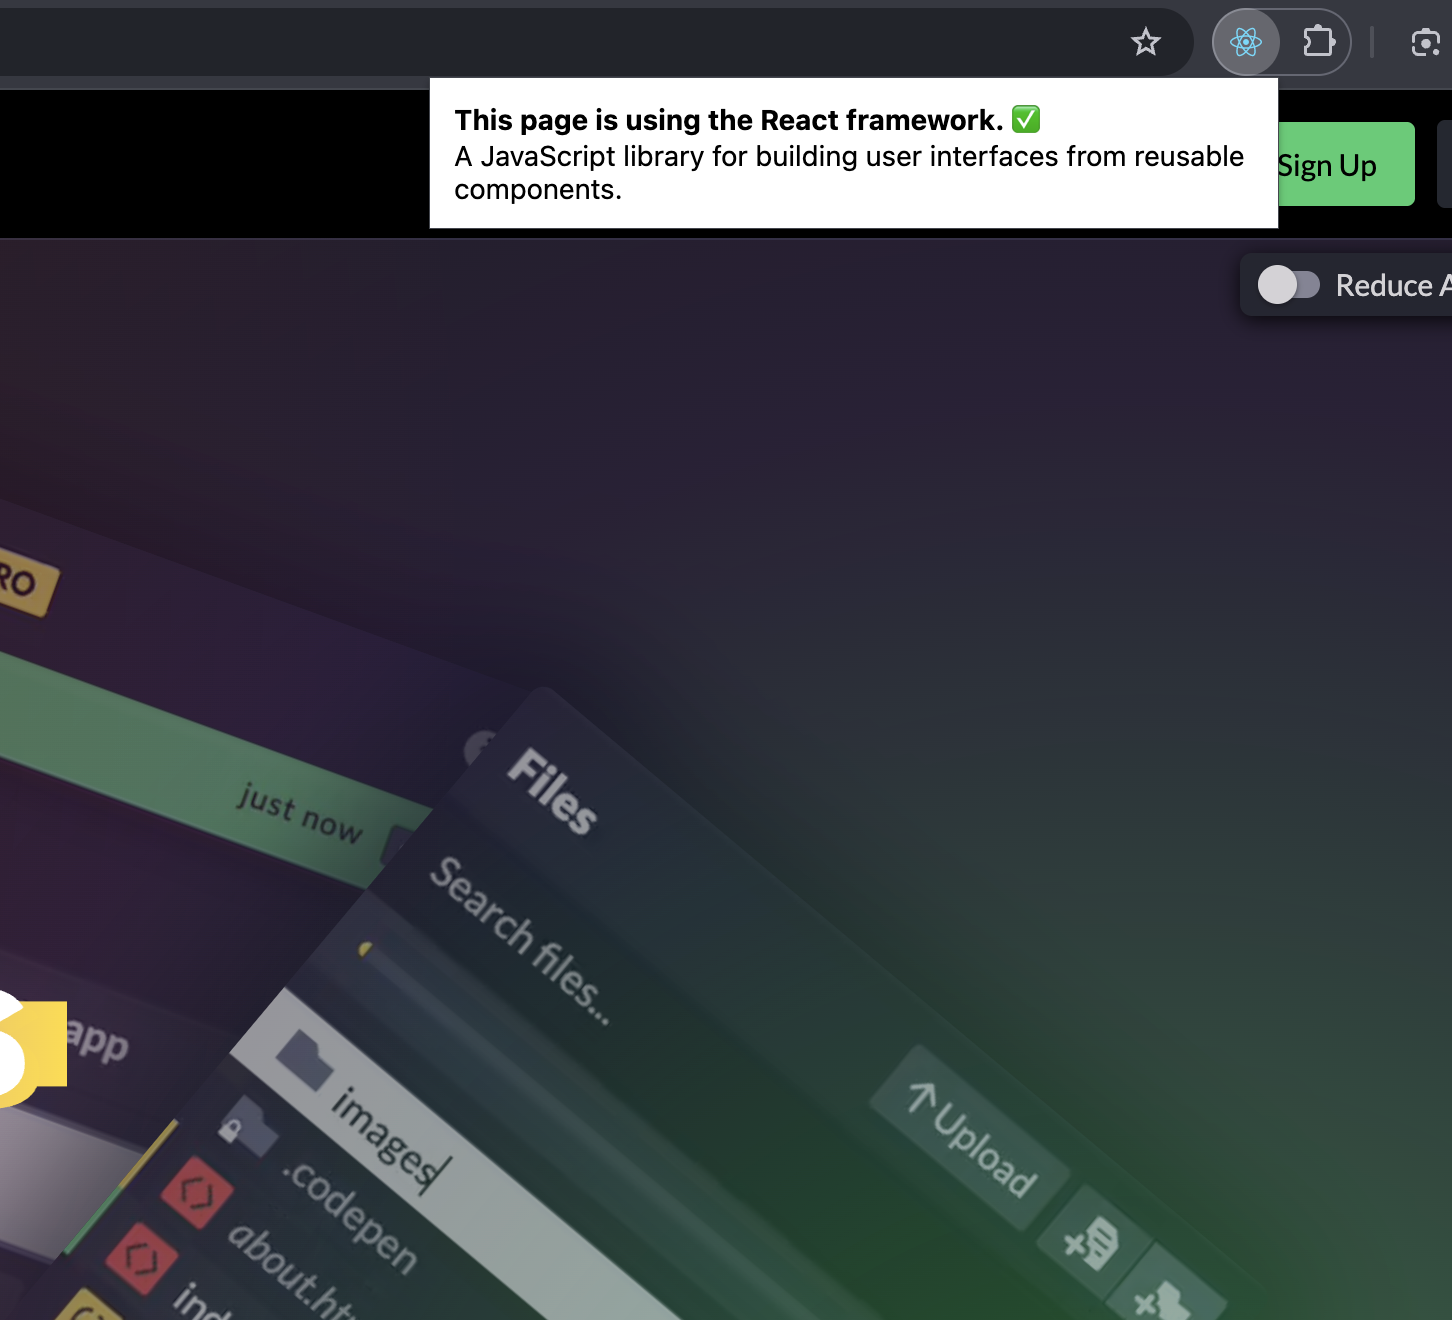 This page is using the React framework. ✅
A JavaScript library for building user interfaces from reusable
components.
Sign Up
Reduce A
RO
just now
Files
Search files...
app
images
Upload
.codepen
about.ht
ind